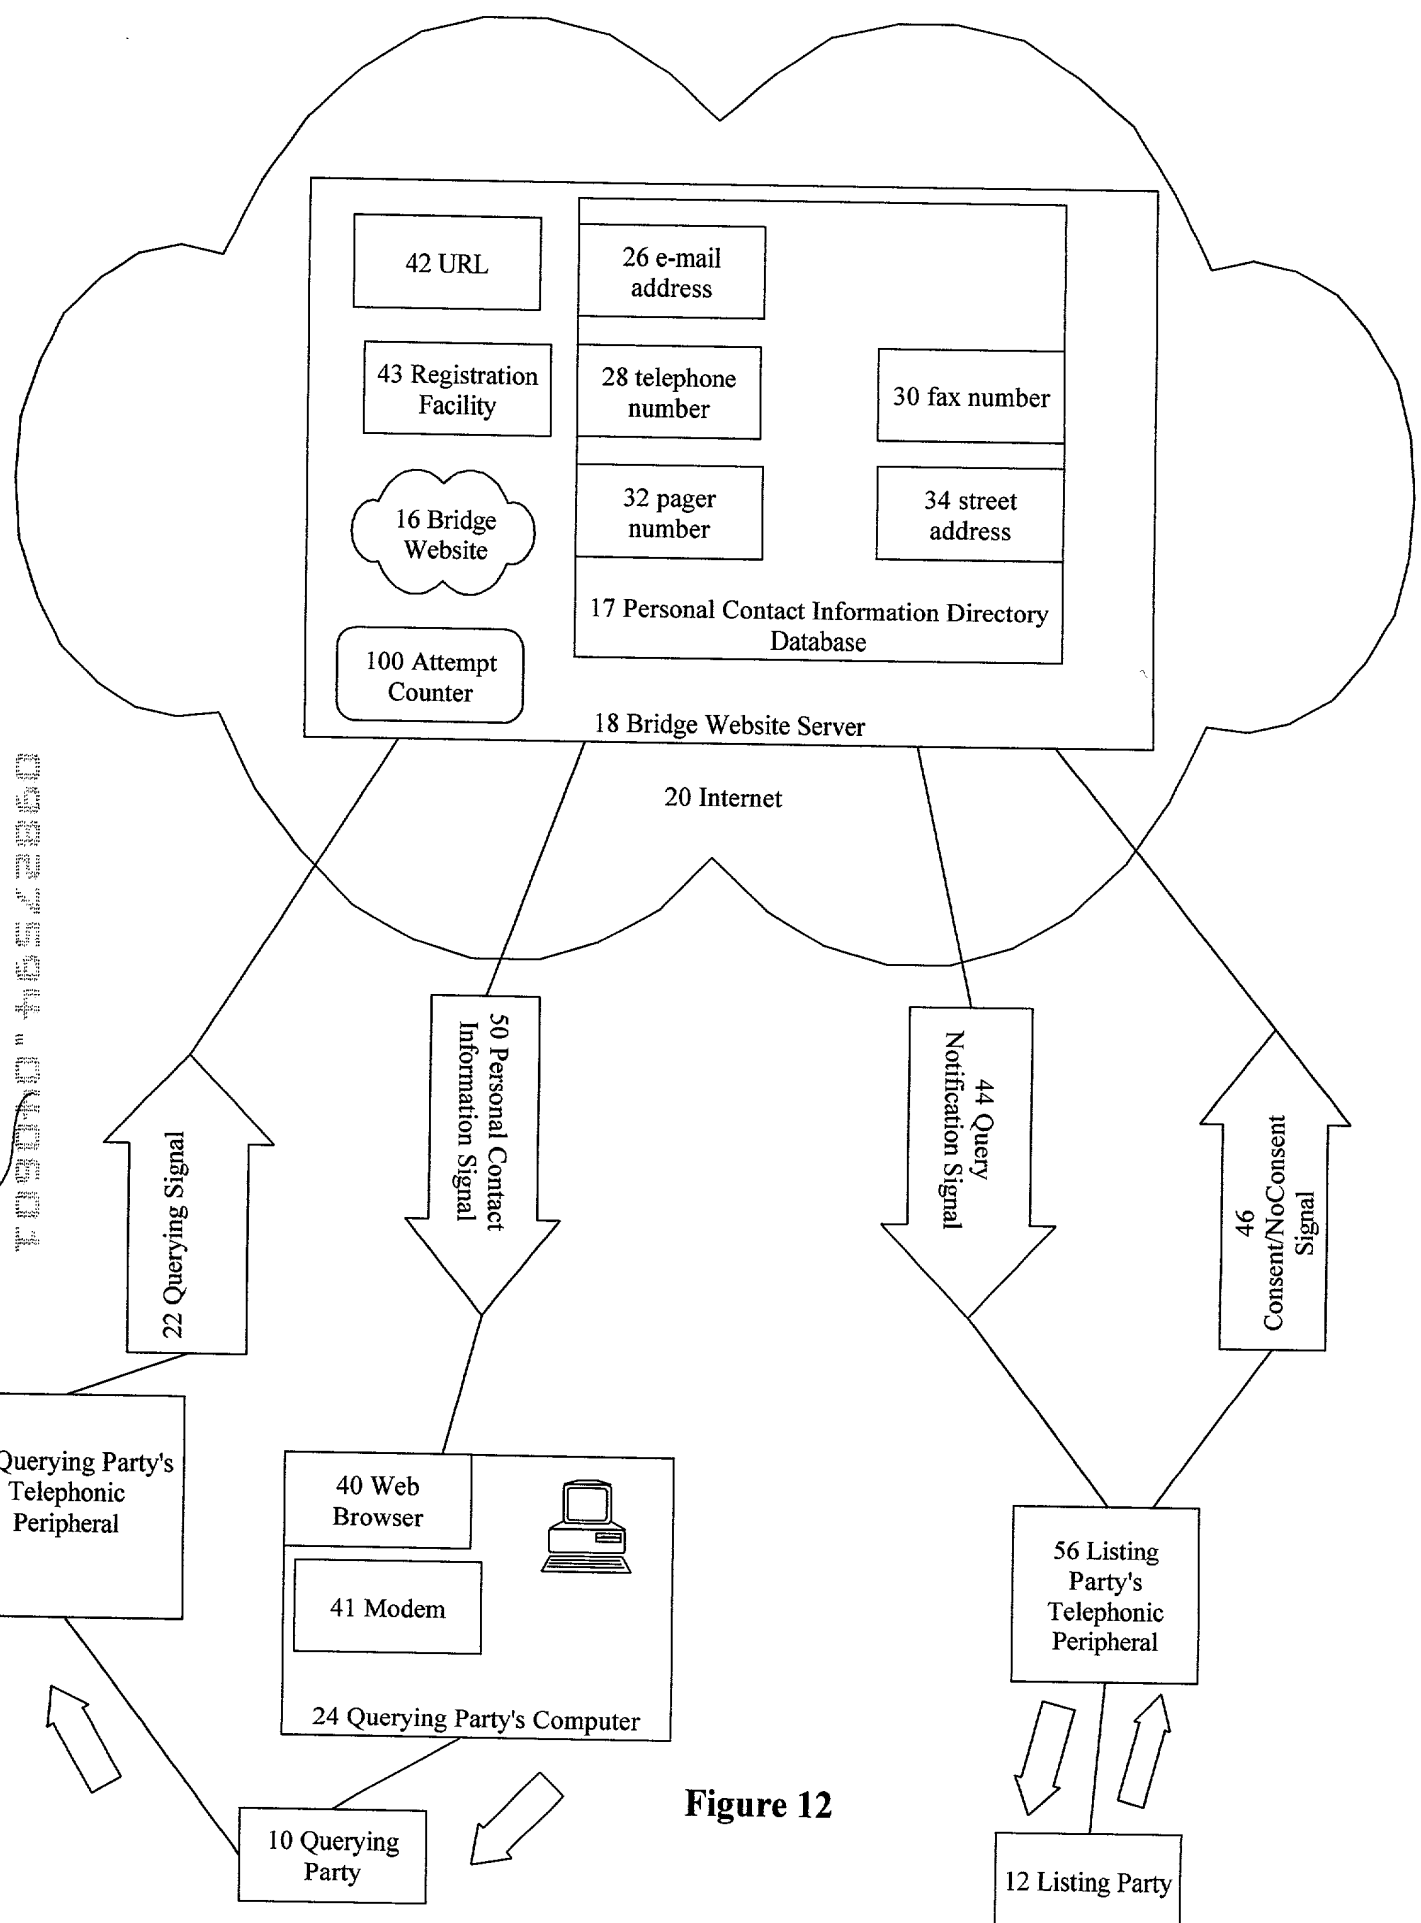 42 URL
26 e-mail
address
43 Registration
Facility
28 telephone
number
30 fax number
16 Bridge
Website
32 pager
number
34 street
address
17 Personal Contact Information Directory
Database
100 Attempt
Counter
18 Bridge Website Server
20 Internet
22 Querying Signal
50 Personal Contact
Information Signal
44 Query
Notification Signal
46
Consent/NoConsent
Signal
Querying Party's
Telephonic
Peripheral
40 Web
Browser
41 Modem
24 Querying Party's Computer
56 Listing
Party's
Telephonic
Peripheral
10 Querying
Party
Figure 12
12 Listing Party